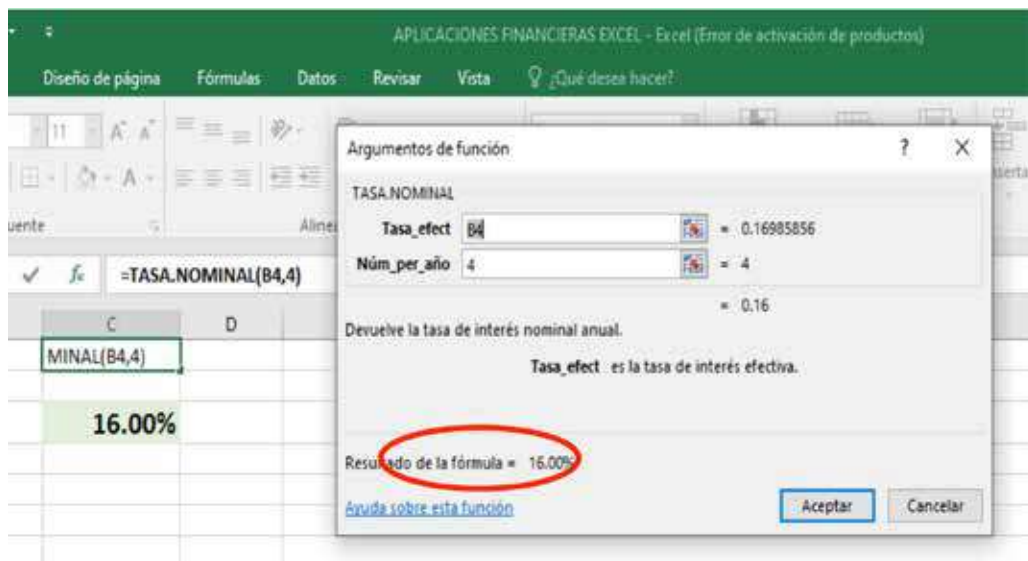 APLICACIONES FINANCIERAS EXCEL - Excel (Error de activación de productos)
Diseño de página Fórmulas Datos Revisar Vista ¿Qué desea hacer?
11
uente
Aline
Argumentos de función
? X
TASA.NOMINAL
Tasa_efect B4 = 0.16985856
Núm_per_año 4 = 4
= 0.16
Devuelve la tasa de interés nominal anual.
Tasa_efect es la tasa de interés efectiva.
Resultado de la fórmula = 16.00%
Ayuda sobre esta función
Aceptar Cancelar
fx =TASA.NOMINAL(B4,4)
C D
MINAL(B4,4)
16.00%